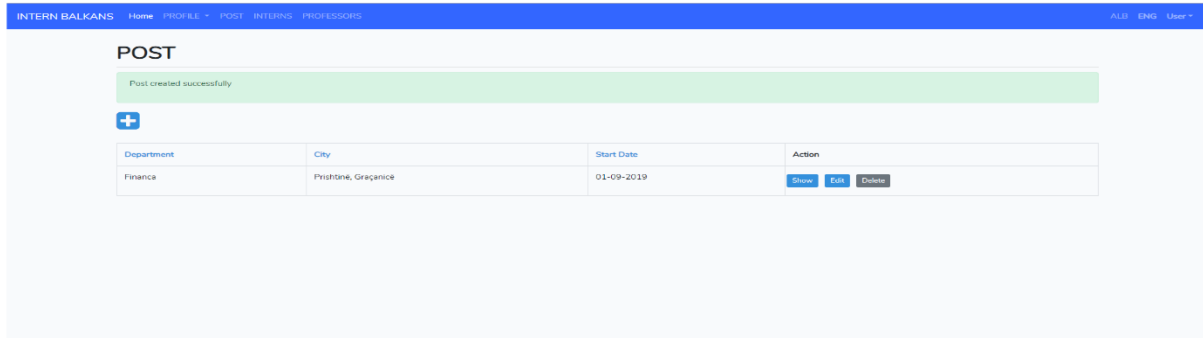 INTERN BALKANS Home PROFILE POST INTERNS PROFESSORS ALB ENG User
POST
Post created successfully
Department City Start Date Action
Financa Prishtinë, Graçanicë 01-09-2019 Show Edit Delete